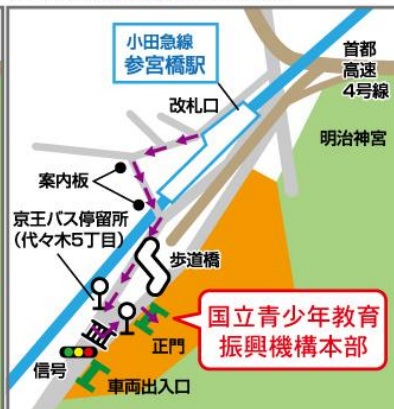 小田急線
参宮橋駅
首都
高速
4号線
改札口
明治神宮
案内板
京王バス停留所
(代々木5丁目)
歩道橋
国立青少年教育
振興機構本部
正門
信号
車両出入口